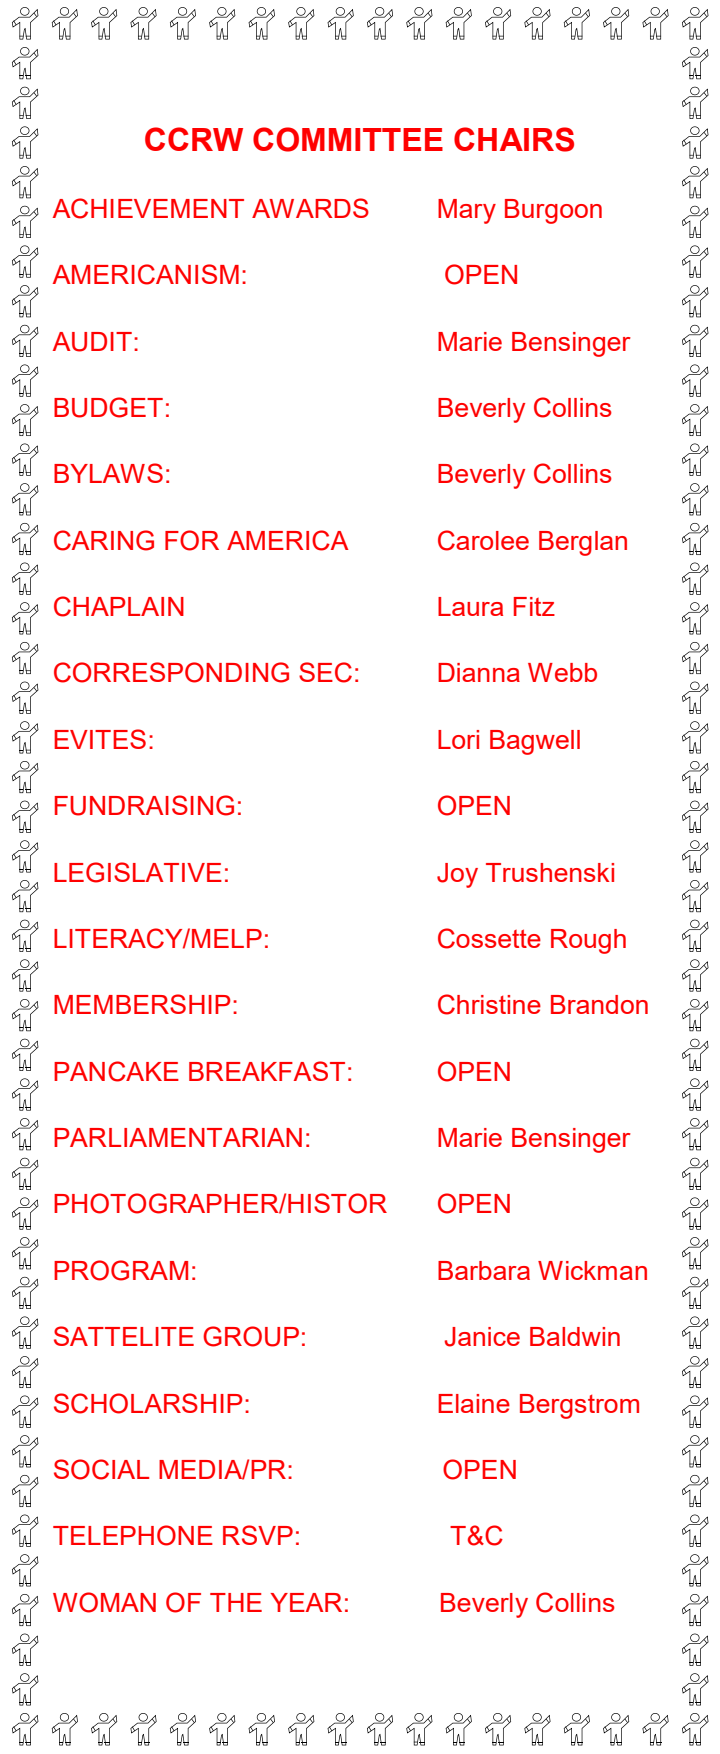 CCRW COMMITTEE CHAIRS
ACHIEVEMENT AWARDS Mary Burgoon
AMERICANISM: OPEN
AUDIT: Marie Bensinger
BUDGET: Beverly Collins
BYLAWS: Beverly Collins
CARING FOR AMERICA Carolee Berglan
CHAPLAIN Laura Fitz
CORRESPONDING SEC: Dianna Webb
EVITES: Lori Bagwell
FUNDRAISING: OPEN
LEGISLATIVE: Joy Trushenski
LITERACY/MELP: Cossette Rough
MEMBERSHIP: Christine Brandon
PANCAKE BREAKFAST: OPEN
PARLIAMENTARIAN: Marie Bensinger
PHOTOGRAPHER/HISTOR OPEN
PROGRAM: Barbara Wickman
SATTELITE GROUP: Janice Baldwin
SCHOLARSHIP: Elaine Bergstrom
SOCIAL MEDIA/PR: OPEN
TELEPHONE RSVP: T&C
WOMAN OF THE YEAR: Beverly Collins